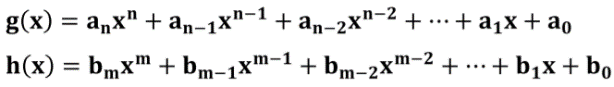 g(x) = aₙxⁿ + aₙ₋₁xⁿ⁻¹ + aₙ₋₂xⁿ⁻² + ⋯ + a₁x + a₀
h(x) = bₘxᵐ + bₘ₋₁xᵐ⁻¹ + bₘ₋₂xᵐ⁻² + ⋯ + b₁x + b₀